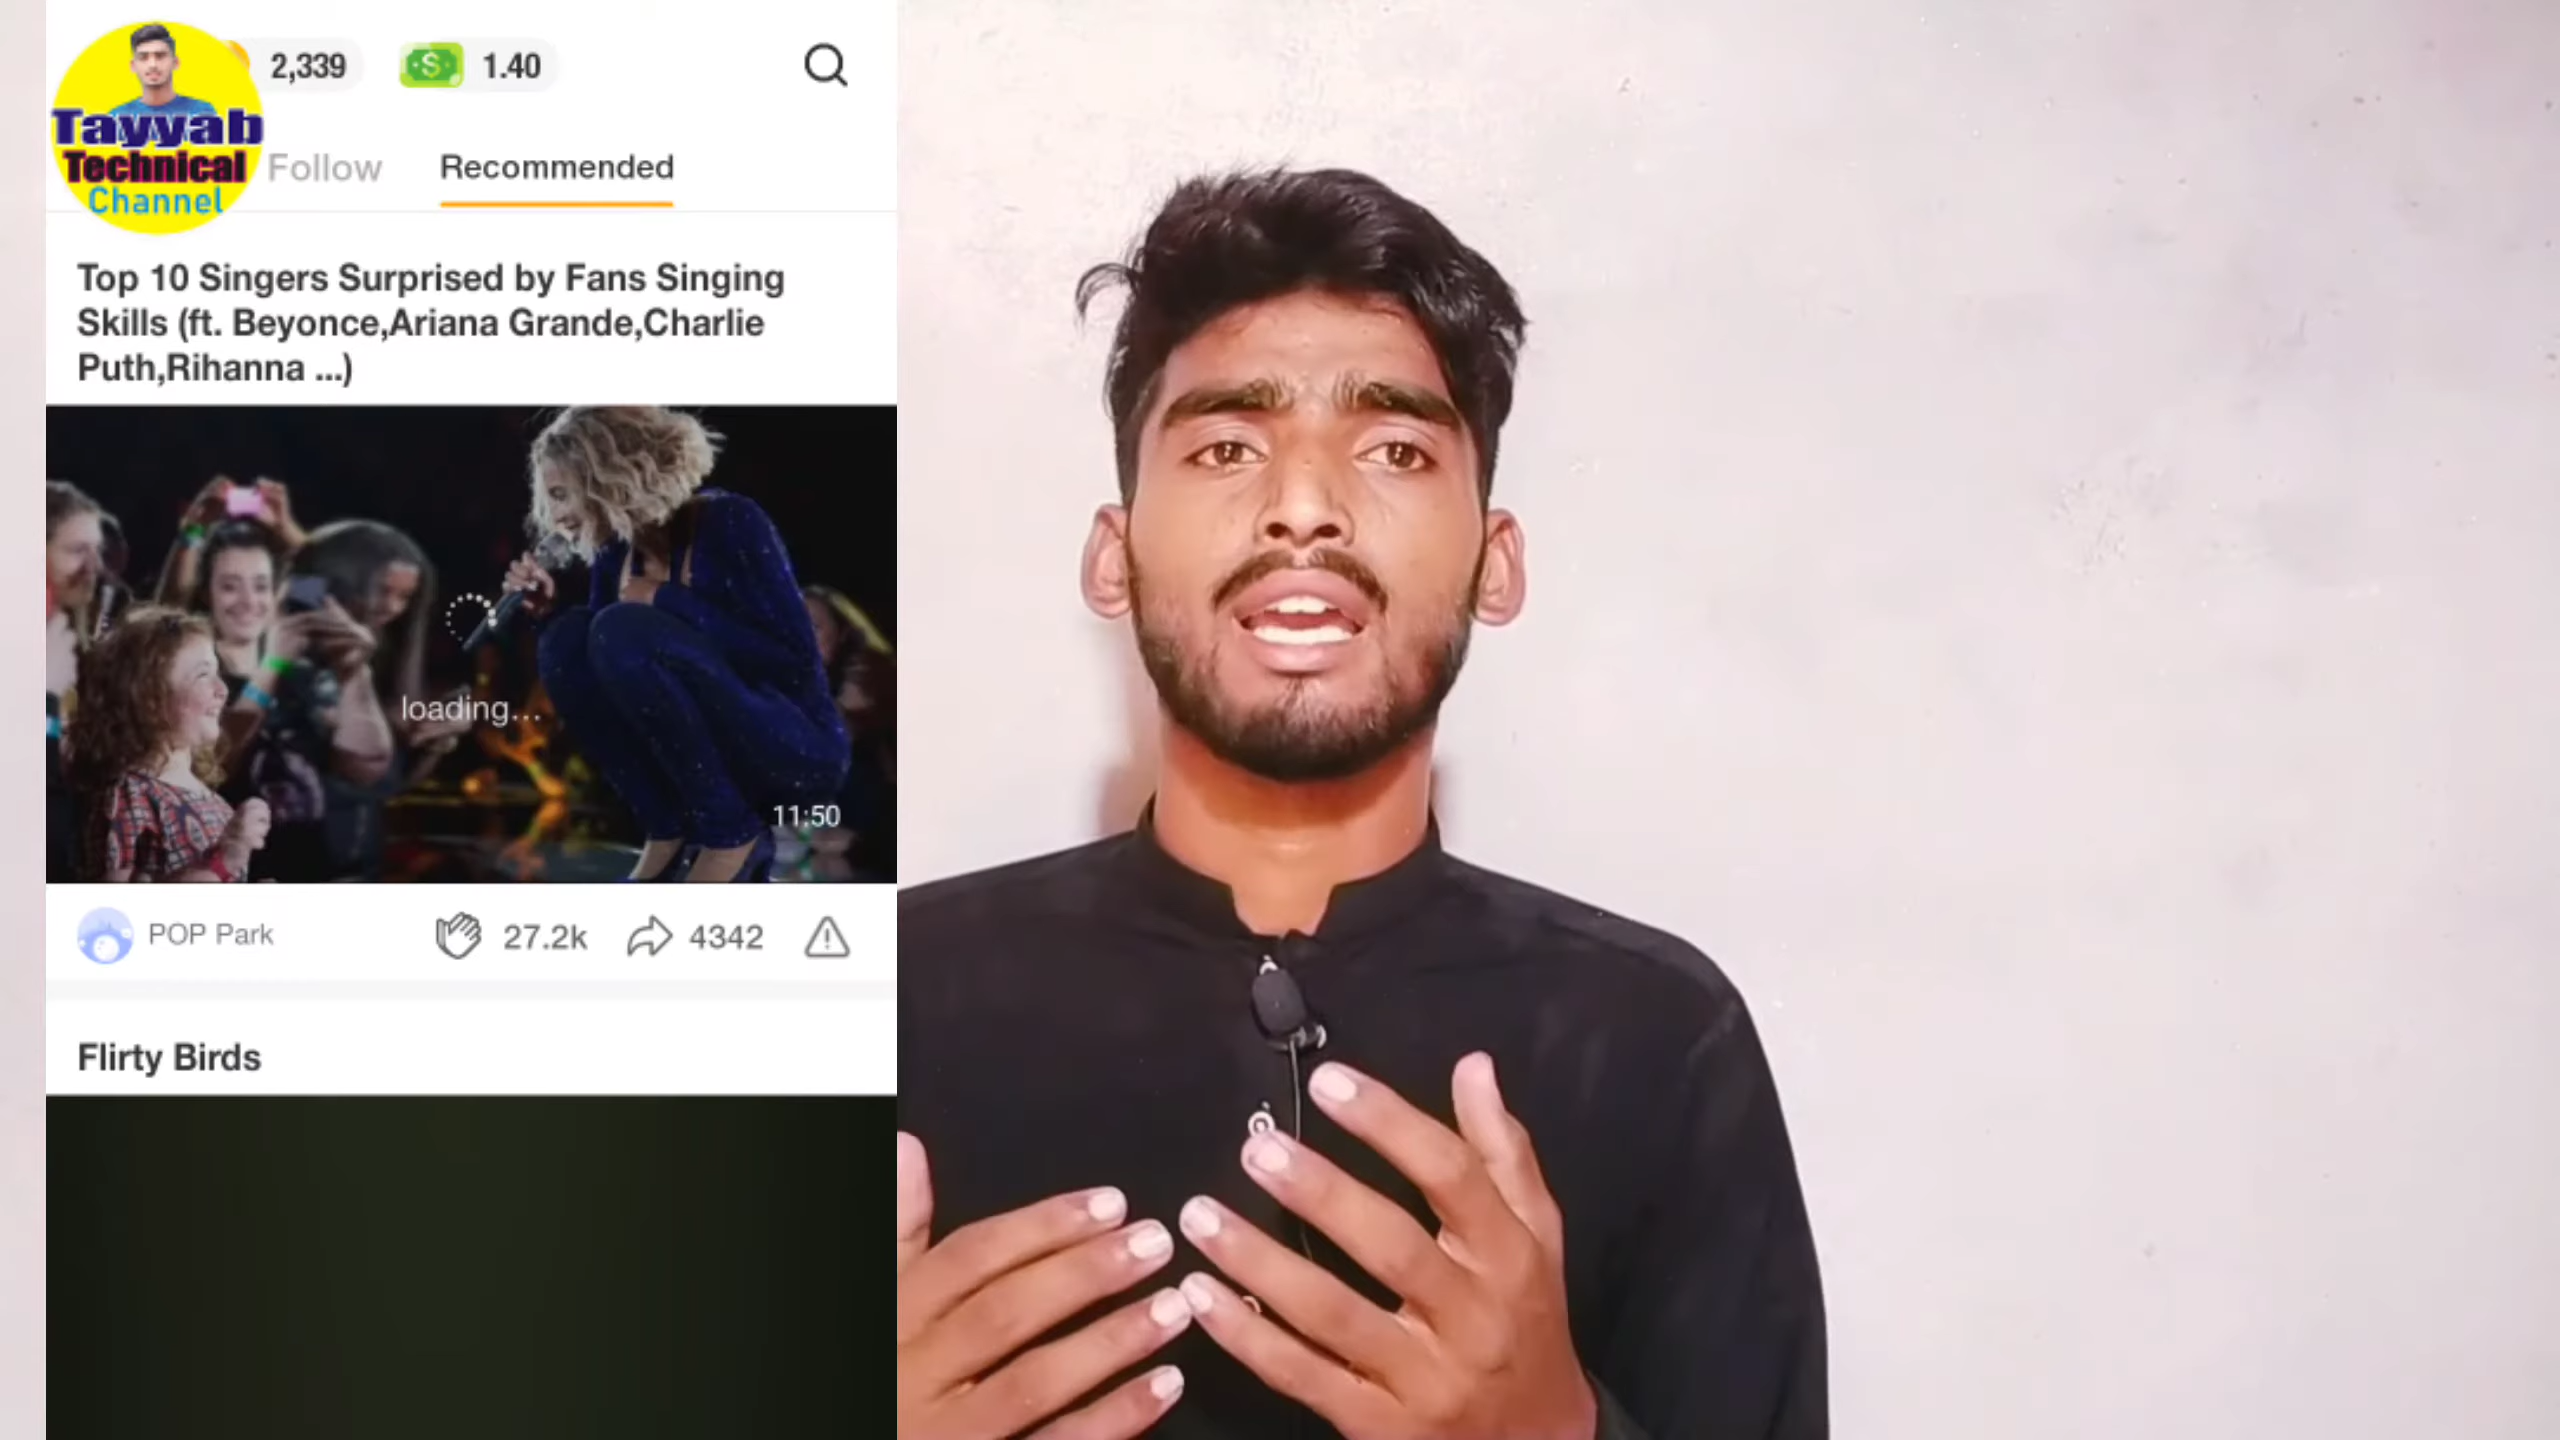 2,339
1.40
Tayyab
Technical
Channel
Follow
Recommended
Top 10 Singers Surprised by Fans Singing
Skills (ft. Beyonce,Ariana Grande,Charlie
Puth,Rihanna ...)
loading...
11:50
POP Park
27.2k
4342
Flirty Birds